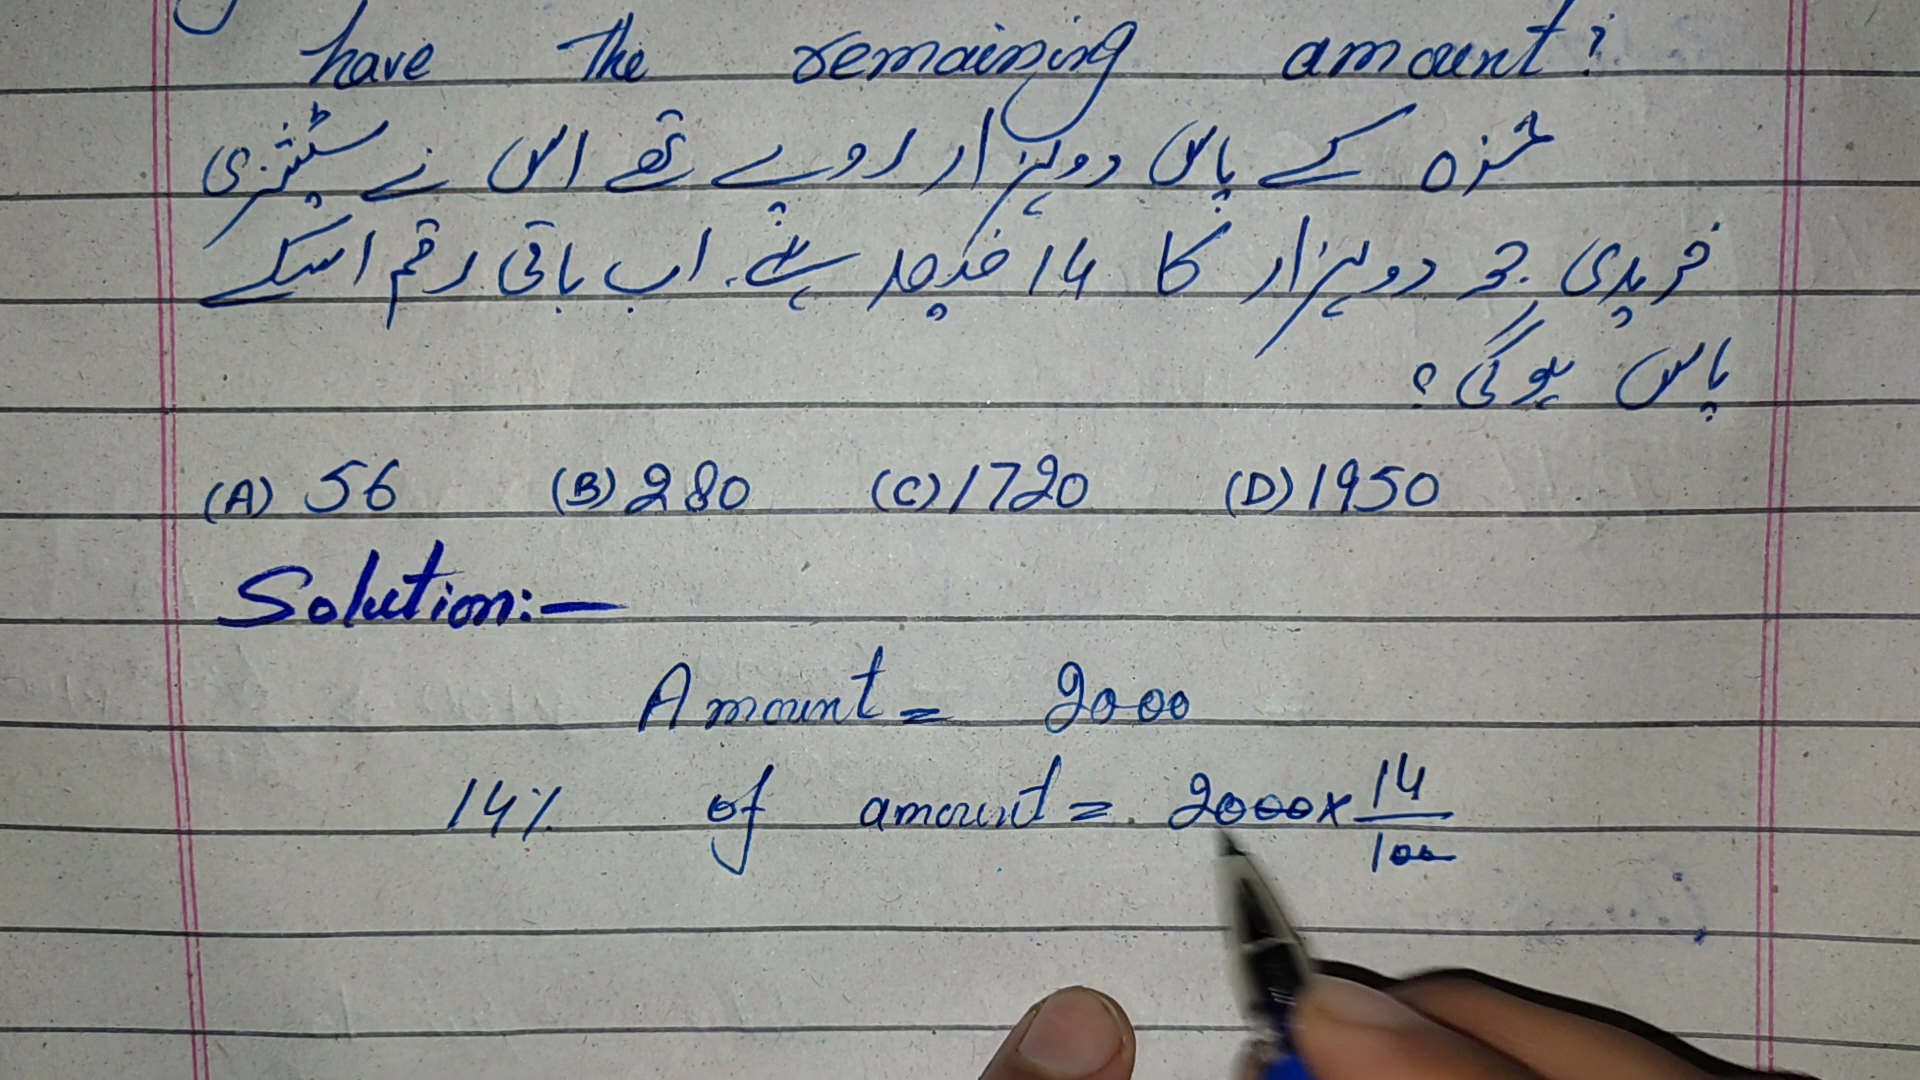 have the remaining amount?
حمزہ کے پاس دو ہزار روپے تھے اس نے سٹیشنری
خریدی جو دو ہزار کا 14 فیصد ہے. اب باقی رقم اسکے
پاس ہوگی؟
(A) 56 (B) 280 (C) 1720 (D) 1950
Solution:-
Amount = 2000
14% of amount = 2000 x 14/100